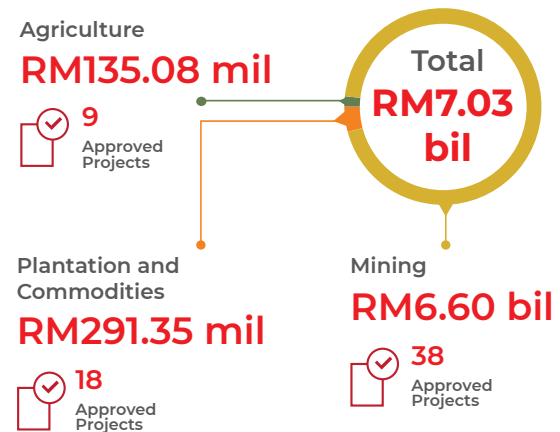 Agriculture
RM135.08 mil
9
Approved
Projects
Total
RM7.03
bil
Plantation and
Commodities
RM291.35 mil
18
Approved
Projects
Mining
RM6.60 bil
38
Approved
Projects